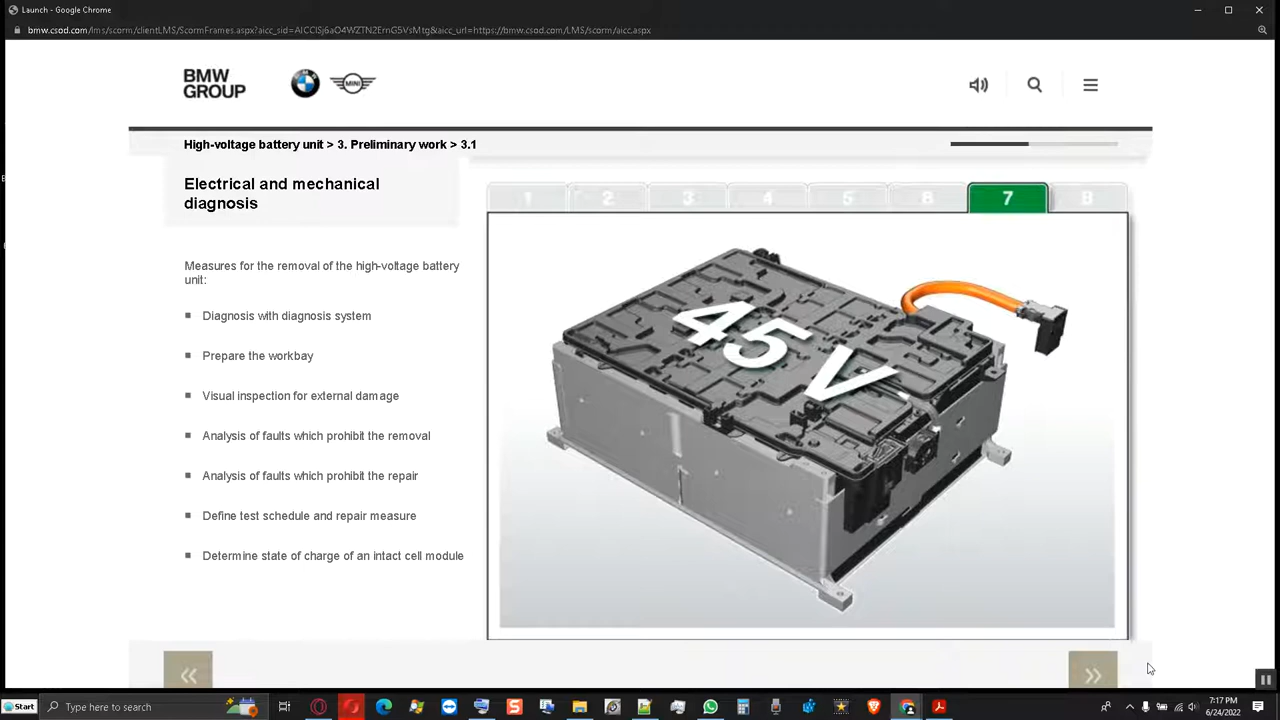 Launch - Google Chrome
bmw.csod.com/lms/scorm/clientLMS/ScormFrames.aspx?aicc_sid=AICCISj6aO4WZTN2ErnG5VsMtg&aicc_url=https://bmw.csod.com/LMS/scorm/aicc.aspx
BMW
GROUP
MINI
High-voltage battery unit > 3. Preliminary work > 3.1
Electrical and mechanical
diagnosis
1 2 3 4 5 6 7 8
Measures for the removal of the high-voltage battery
unit:
Diagnosis with diagnosis system
Prepare the workbay
Visual inspection for external damage
Analysis of faults which prohibit the removal
Analysis of faults which prohibit the repair
Define test schedule and repair measure
Determine state of charge of an intact cell module
45 V
Start
Type here to search
7:17 PM
6/24/2022